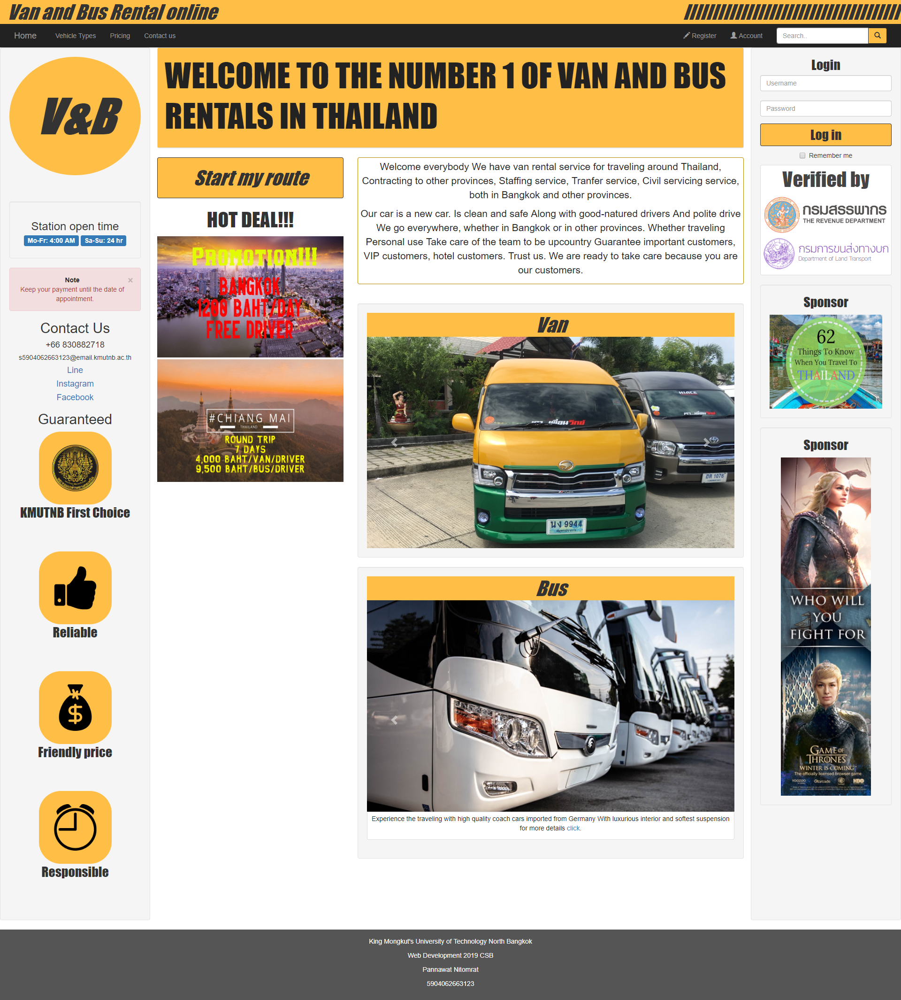 Van and Bus Rental online
Home
Vehicle Types
Pricing
Contact us
Register
Account
Search..
V&B
Station open time
Mo-Fr: 4:00 AM
Sa-Su: 24 hr
Note
×
Keep your payment until the date of
appointment.
Contact Us
+66 830882718
s5904062663123@email.kmutnb.ac.th
Line
Instagram
Facebook
Guaranteed
KMUTNB First Choice
Reliable
$
Friendly price
Responsible
WELCOME TO THE NUMBER 1 OF VAN AND BUS
RENTALS IN THAILAND
Start my route
HOT DEAL!!!
PROMOTION!!!
BANGKOK
1200 BAHT/DAY
FREE DRIVER
#CHIANG MAI
THAILAND
ROUND TRIP
7 DAYS
4,000 BAHT/VAN/DRIVER
9,500 BAHT/BUS/DRIVER
Welcome everybody We have van rental service for traveling around Thailand,
Contracting to other provinces, Staffing service, Tranfer service, Civil servicing service,
both in Bangkok and other provinces.
Our car is a new car. Is clean and safe Along with good-natured drivers And polite drive
We go everywhere, whether in Bangkok or in other provinces. Whether traveling
Personal use Take care of the team to be upcountry Guarantee important customers,
VIP customers, hotel customers. Trust us. We are ready to take care because you are
our customers.
Van
HIACE
นง 9944
สมุทรปราการ
ฮต 1076
Bus
Experience the traveling with high quality coach cars imported from Germany With luxurious interior and softest suspension
for more details click.
Login
Username
Password
Log in
Remember me
Verified by
กรมสรรพากร
THE REVENUE DEPARTMENT
กรมการขนส่งทางบก
Department of Land Transport
Sponsor
62
Things To Know
When You Travel To
THAILAND
Sponsor
WHO WILL
YOU
FIGHT FOR
GAME OF
THRONES
WINTER IS COMING
The officially licensed browser game
YOOZOO
Gtarcade
HBO
King Mongkut's University of Technology North Bangkok
Web Development 2019 CSB
Pannawat Nitomrat
5904062663123